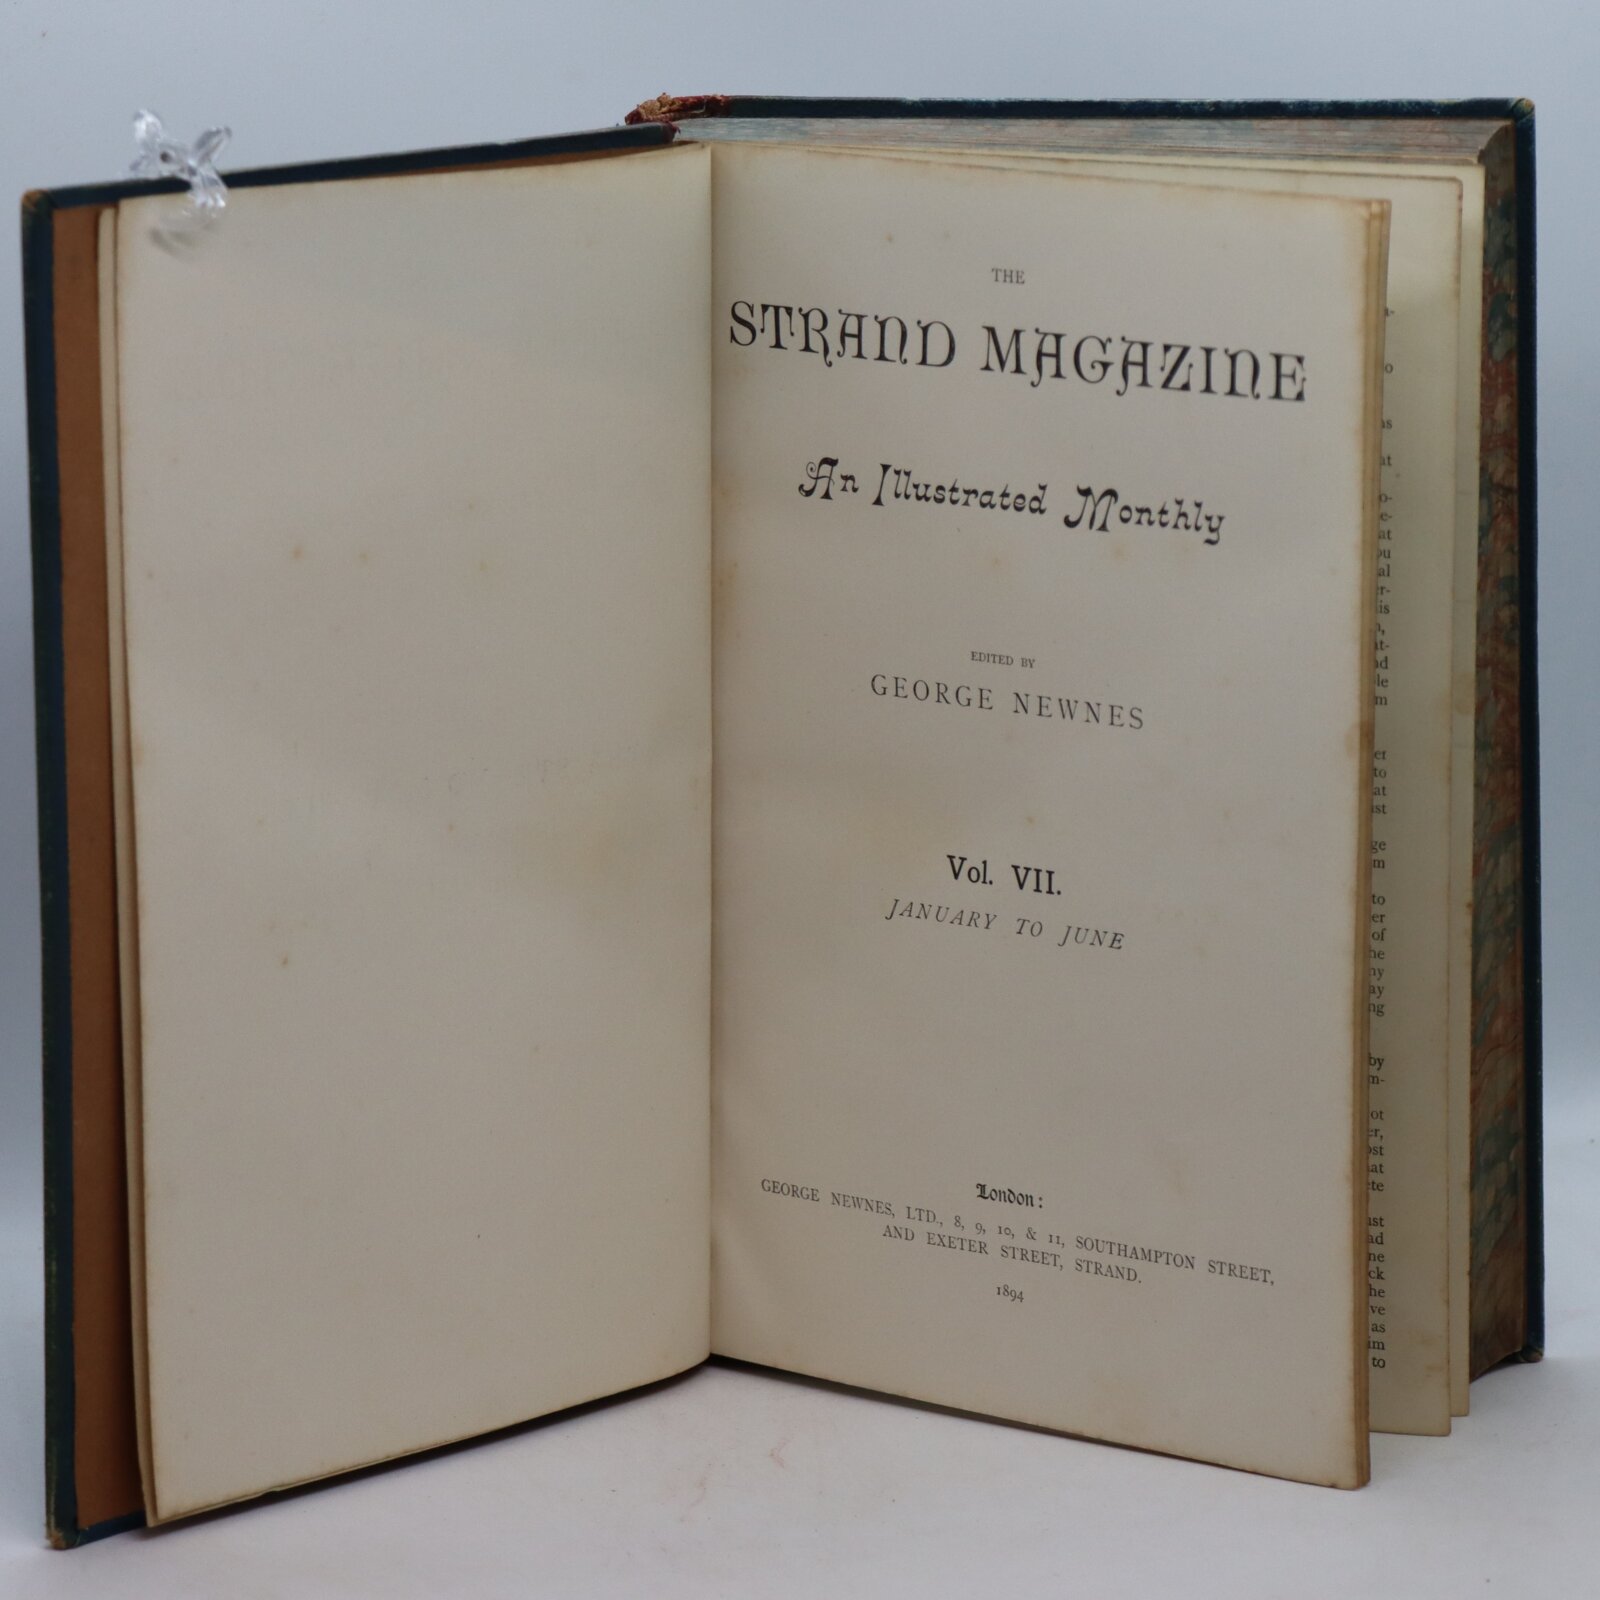 THE
STRAND MAGAZINE
An Illustrated Monthly
EDITED BY
GEORGE NEWNES
Vol. VII.
JANUARY TO JUNE
London:
GEORGE NEWNES, LTD., 8, 9, 10, & 11, SOUTHAMPTON STREET,
AND EXETER STREET, STRAND.
1894